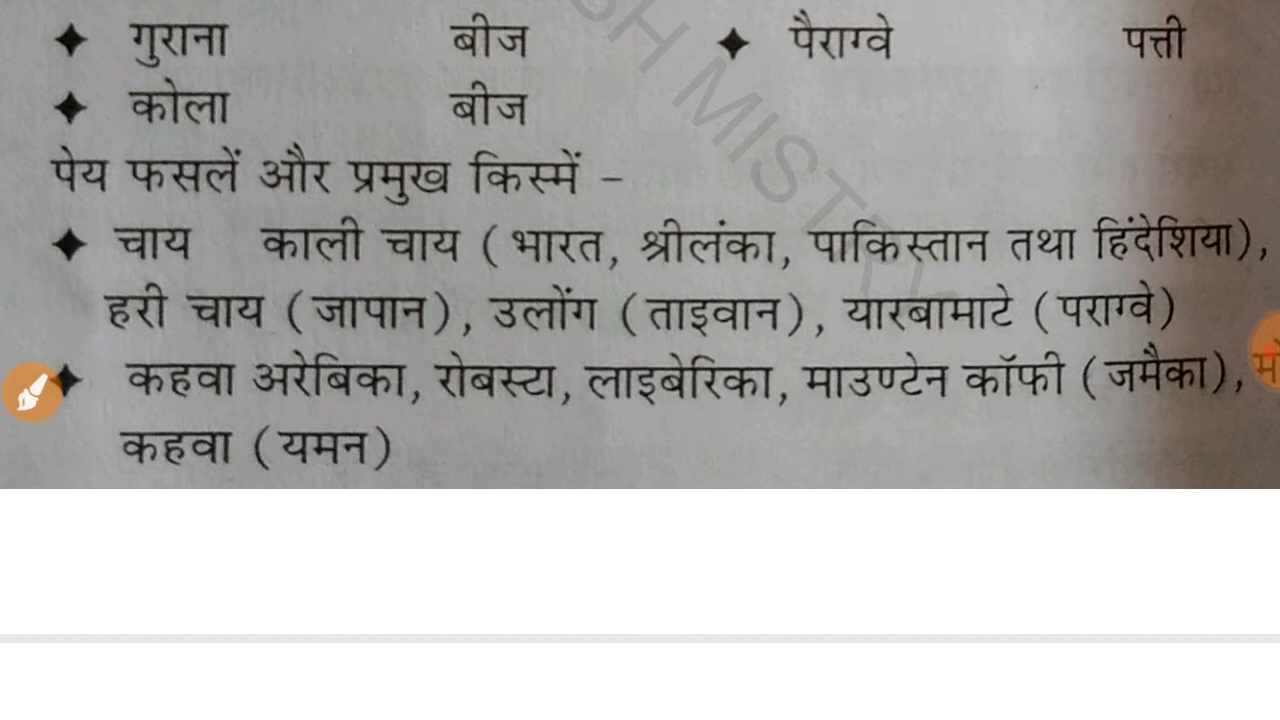 ✦ गुराना बीज ✦ पैराग्वे पत्ती
✦ कोला बीज
पेय फसलें और प्रमुख किस्में –
✦ चाय काली चाय ( भारत, श्रीलंका, पाकिस्तान तथा हिंदेशिया),
हरी चाय ( जापान), उलोंग ( ताइवान), यारबामाटे ( पराग्वे)
✦ कहवा अरेबिका, रोबस्टा, लाइबेरिका, माउण्टेन कॉफी ( जमैका),
कहवा ( यमन)
MISTRY